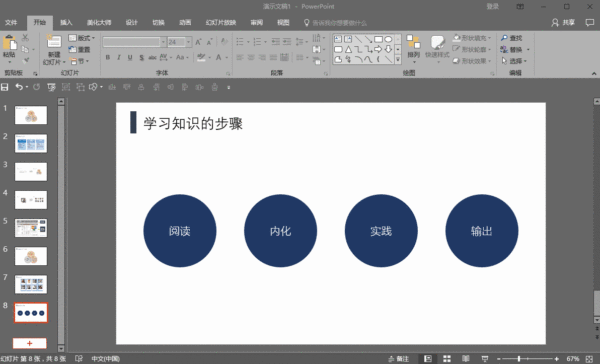 演示文稿1 - PowerPoint
登录
文件
开始
插入
美化大师
设计
切换
动画
幻灯片放映
审阅
视图
告诉我你想要做什么
共享
粘贴
新建
幻灯片
版式
重置
节
24
排列
快速样式
形状填充
形状轮廓
形状效果
查找
替换
选择
剪贴板
幻灯片
字体
段落
绘图
编辑
1
2
3
4
5
6
7
8
学习知识的步骤
阅读
内化
实践
输出
幻灯片 第 8 张，共 8 张
中文(中国)
备注
67%